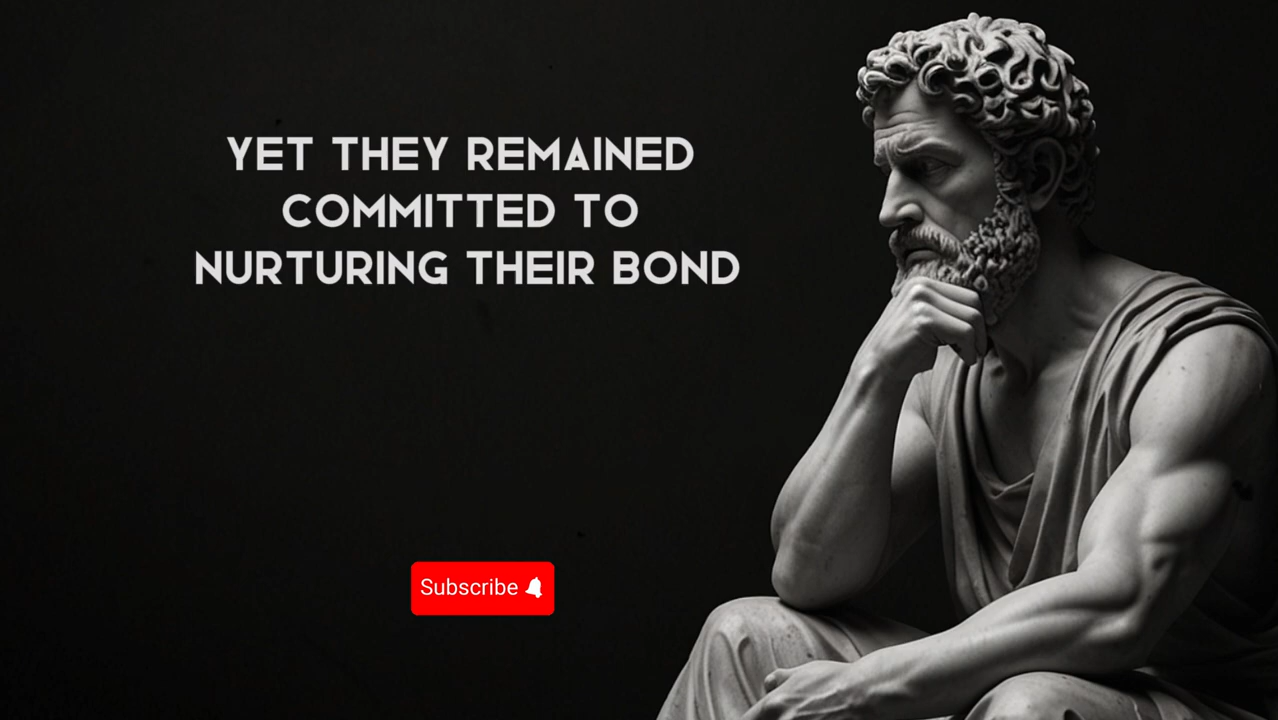 YET THEY REMAINED
COMMITTED TO
NURTURING THEIR BOND
Subscribe